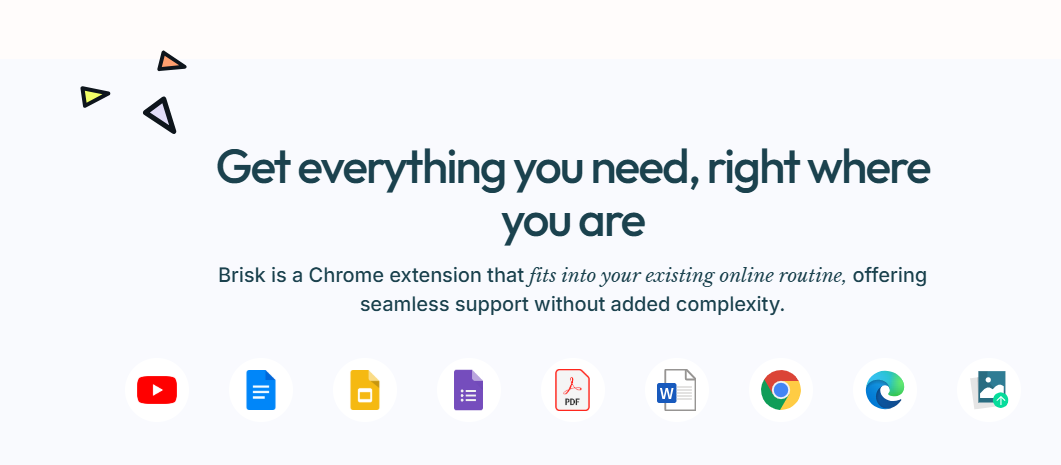 Get everything you need, right where
you are
Brisk is a Chrome extension that fits into your existing online routine, offering
seamless support without added complexity.
PDF
W